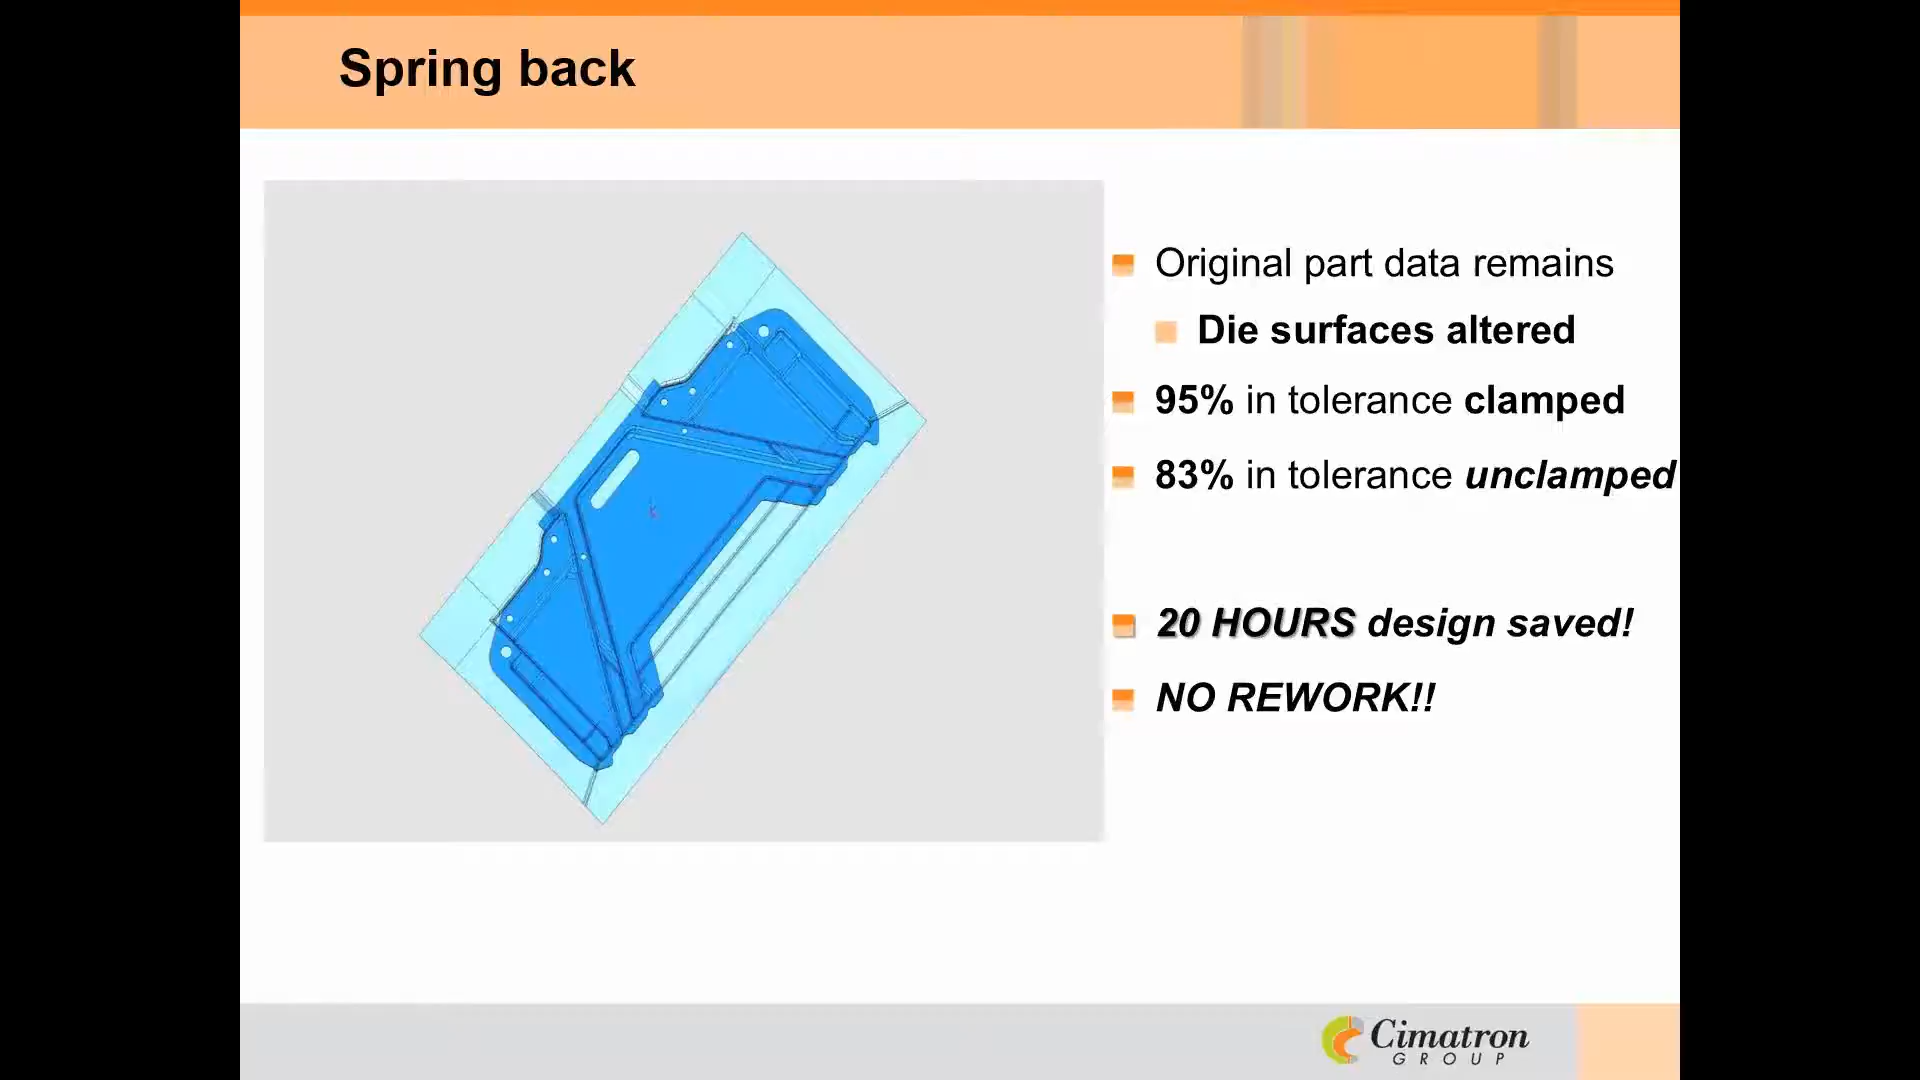 Spring back
Original part data remains
Die surfaces altered
95% in tolerance clamped
83% in tolerance unclamped
20 HOURS design saved!
NO REWORK!!
Cimatron
GROUP